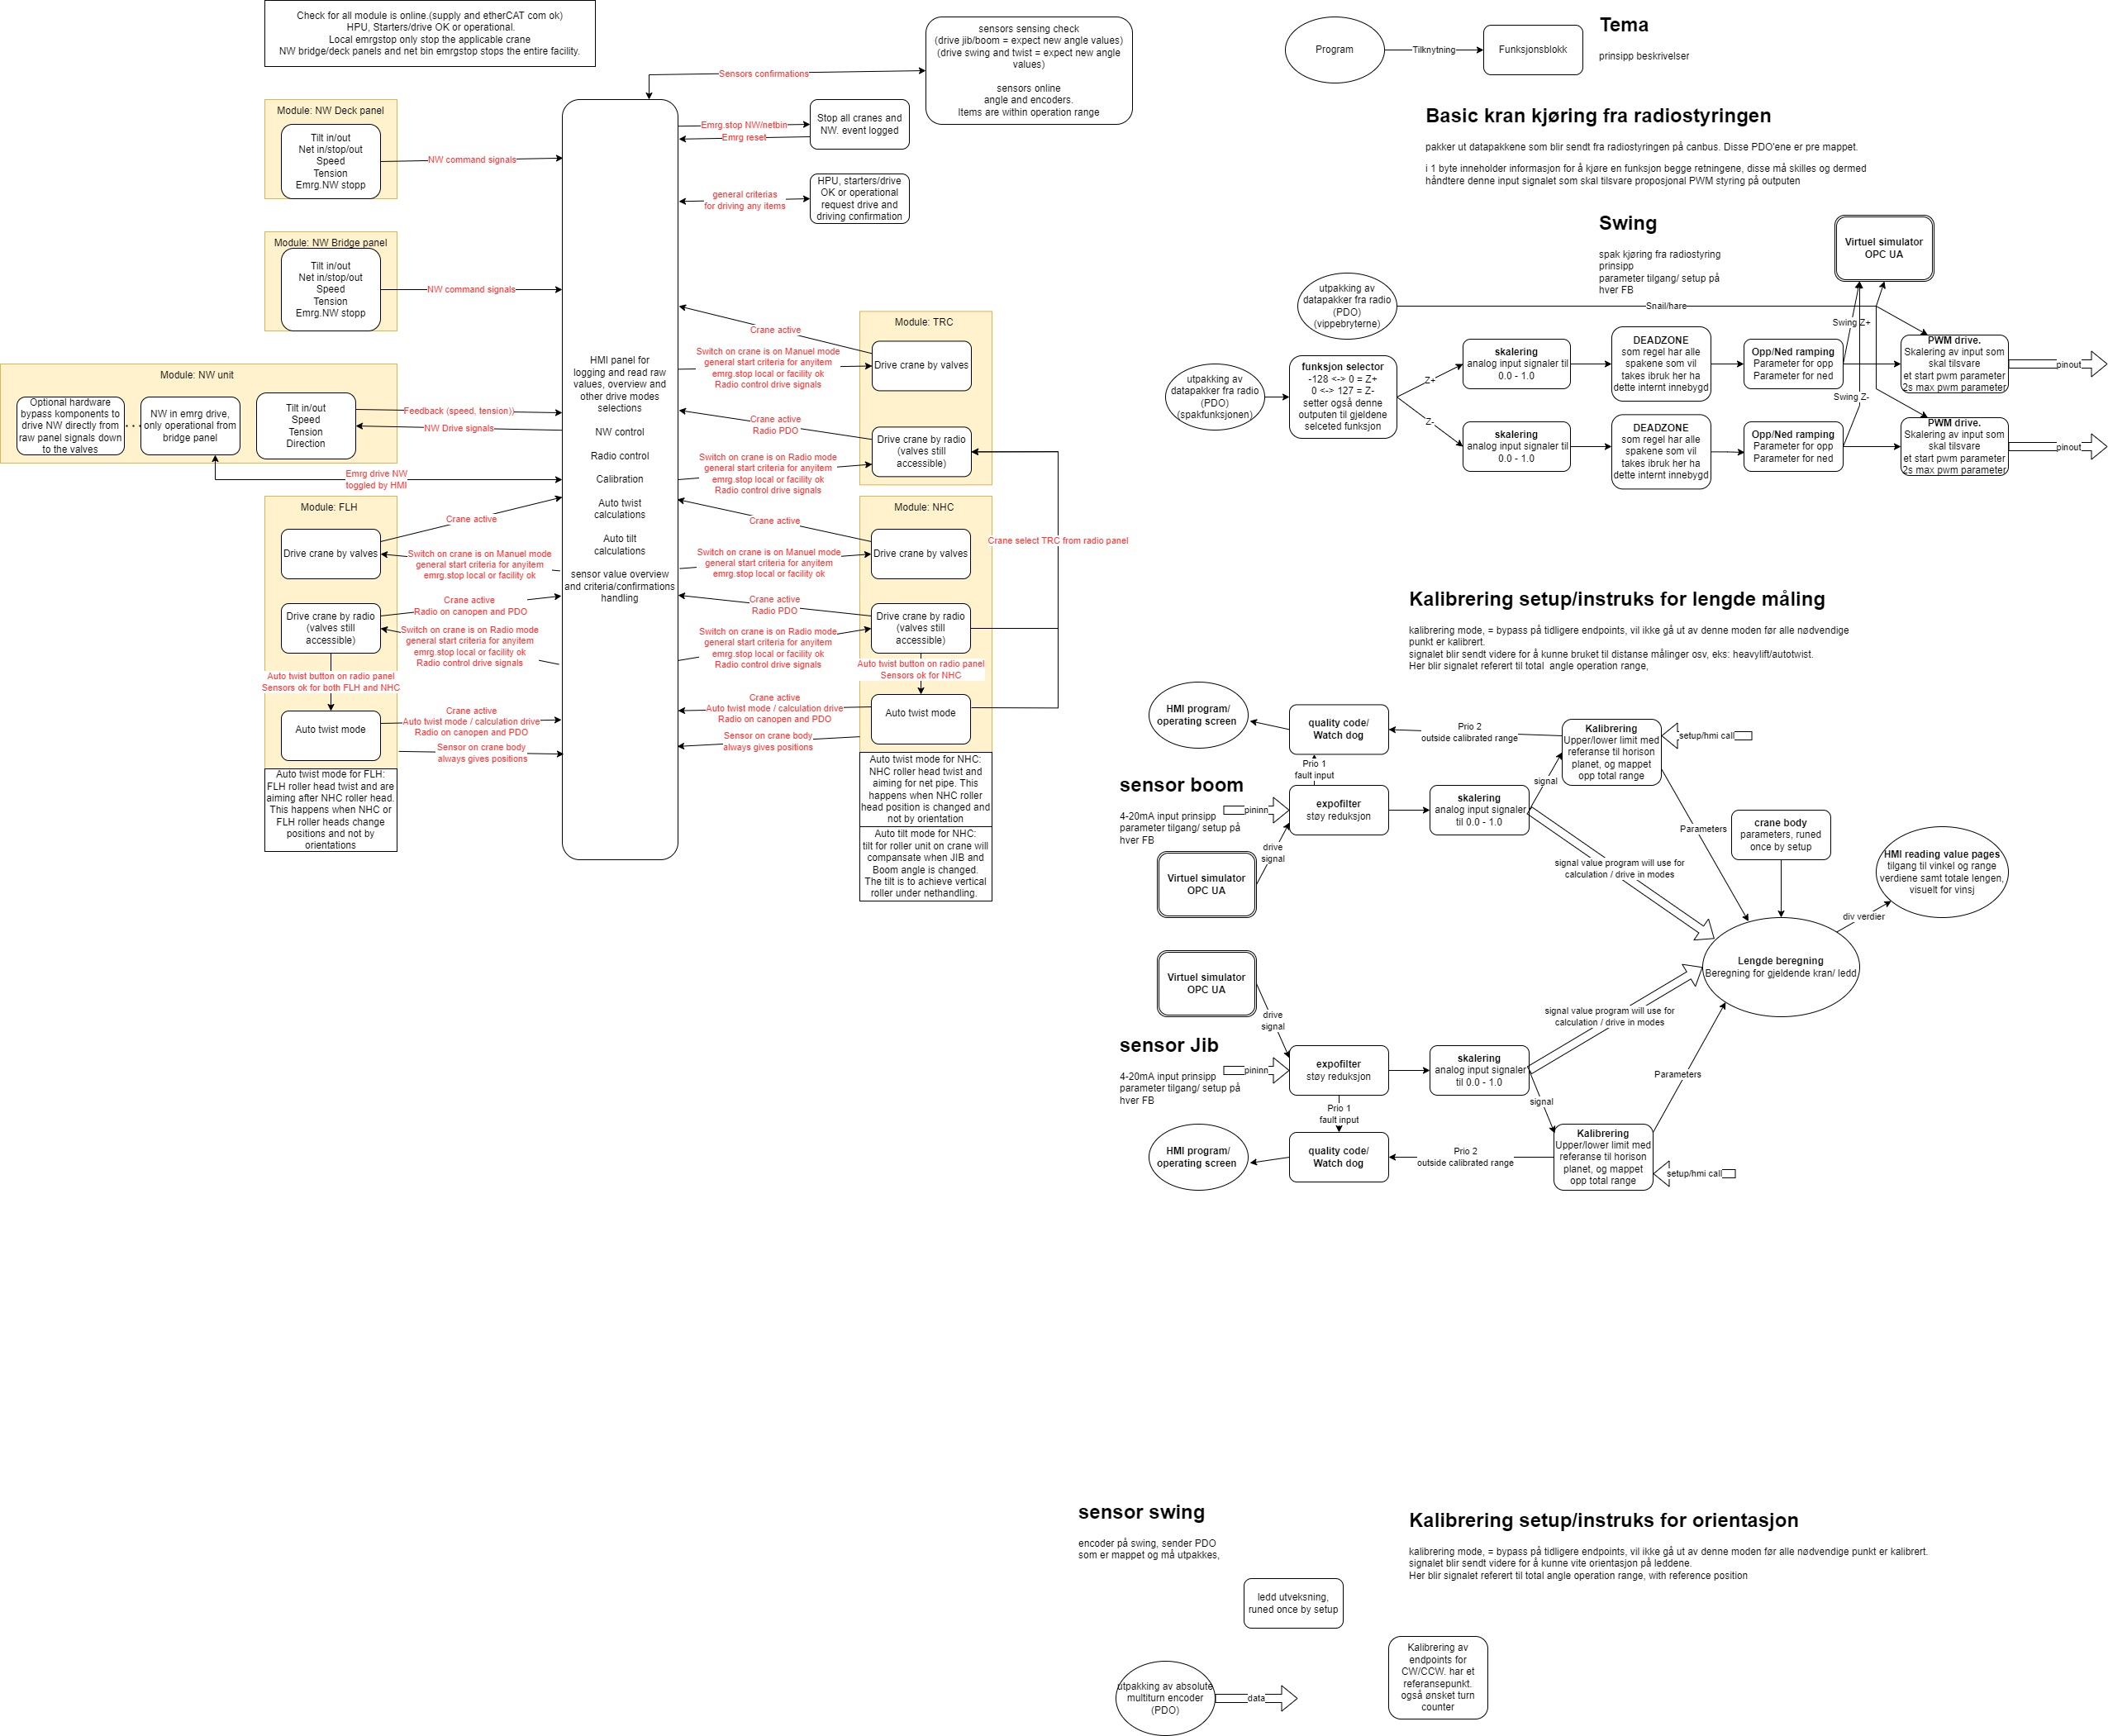 Check for all module is online.(supply and etherCAT com ok)
HPU, Starters/drive OK or operational.
Local emrgstop only stop the applicable crane
NW bridge/deck panels and net bin emrgstop stops the entire facility.
sensors sensing check
(drive jib/boom = expect new angle values)
(drive swing and twist = expect new angle
values)
sensors online
angle and encoders.
Items are within operation range
Sensors confirmations
Module: NW Deck panel
Tilt in/out
Net in/stop/out
Speed
Tension
Emrg.NW stopp
NW command signals
Emrg.stop NW/netbin
Emrg reset
Stop all cranes and
NW. event logged
general criterias
for driving any items
HPU, starters/drive
OK or operational
request drive and
driving confirmation
Module: NW Bridge panel
Tilt in/out
Net in/stop/out
Speed
Tension
Emrg.NW stopp
NW command signals
HMI panel for
logging and read raw
values, overview and
other drive modes
selections
NW control
Radio control
Calibration
Auto twist
calculations
Auto tilt
calculations
sensor value overview
and criteria/confirmations
handling
Module: NW unit
Optional hardware
bypass komponents to
drive NW directly from
raw panel signals down
to the valves
NW in emrg drive,
only operational from
bridge panel
Tilt in/out
Speed
Tension
Direction
Feedback (speed, tension))
NW Drive signals
Emrg drive NW
toggled by HMI
Module: TRC
Crane active
Drive crane by valves
Switch on crane is on Manuel mode
general start criteria for anyitem
emrg.stop local or facility ok
Radio control drive signals
Crane active
Radio PDO
Drive crane by radio
(valves still
accessible)
Switch on crane is on Radio mode
general start criteria for anyitem
emrg.stop local or facility ok
Radio control drive signals
Module: FLH
Drive crane by valves
Crane active
Switch on crane is on Manuel mode
general start criteria for anyitem
emrg.stop local or facility ok
Drive crane by radio
(valves still
accessible)
Crane active
Radio on canopen and PDO
Switch on crane is on Radio mode
general start criteria for anyitem
emrg.stop local or facility ok
Radio control drive signals
Auto twist button on radio panel
Sensors ok for both FLH and NHC
Auto twist mode
Crane active
Auto twist mode / calculation drive
Radio on canopen and PDO
Sensor on crane body
always gives positions
Auto twist mode for FLH:
FLH roller head twist and are
aiming after NHC roller head.
This happens when NHC or
FLH roller heads change
positions and not by
orientations
Module: NHC
Crane active
Drive crane by valves
Switch on crane is on Manuel mode
general start criteria for anyitem
emrg.stop local or facility ok
Crane select TRC from radio panel
Crane active
Radio PDO
Drive crane by radio
(valves still
accessible)
Switch on crane is on Radio mode
general start criteria for anyitem
emrg.stop local or facility ok
Radio control drive signals
Auto twist button on radio panel
Sensors ok for NHC
Crane active
Auto twist mode / calculation drive
Radio on canopen and PDO
Auto twist mode
Sensor on crane body
always gives positions
Auto twist mode for NHC:
NHC roller head twist and
aiming for net pipe. This
happens when NHC roller
head position is changed and
not by orientation
Auto tilt mode for NHC:
tilt for roller unit on crane will
compansate when JIB and
Boom angle is changed.
The tilt is to achieve vertical
roller under nethandling.
Program
Tilknytning
Funksjonsblokk
Tema
prinsipp beskrivelser
Basic kran kjøring fra radiostyringen
pakker ut datapakkene som blir sendt fra radiostyringen på canbus. Disse PDO'ene er pre mappet.
i 1 byte inneholder informasjon for å kjøre en funksjon begge retningene, disse må skilles og dermed
håndtere denne input signalet som skal tilsvare proposjonal PWM styring på outputen
Swing
spak kjøring fra radiostyring
prinsipp
parameter tilgang/ setup på
hver FB
Virtuel simulator
OPC UA
utpakking av
datapakker fra radio
(PDO)
(vippebryterne)
Snail/hare
Swing Z+
Swing Z-
utpakking av
datapakker fra radio
(PDO)
(spakfunksjonen)
funksjon selector
-128 <-> 0 = Z+
0 <-> 127 = Z-
setter også denne
outputen til gjeldene
selceted funksjon
Z+
Z-
skalering
analog input signaler til
0.0 - 1.0
DEADZONE
som regel har alle
spakene som vil
takes ibruk her ha
dette internt innebygd
Opp/Ned ramping
Parameter for opp
Parameter for ned
PWM drive.
Skalering av input som
skal tilsvare
et start pwm parameter
2s max pwm parameter
pinout
skalering
analog input signaler til
0.0 - 1.0
DEADZONE
som regel har alle
spakene som vil
takes ibruk her ha
dette internt innebygd
Opp/Ned ramping
Parameter for opp
Parameter for ned
PWM drive.
Skalering av input som
skal tilsvare
et start pwm parameter
2s max pwm parameter
pinout
Kalibrering setup/instruks for lengde måling
kalibrering mode, = bypass på tidligere endpoints, vil ikke gå ut av denne moden før alle nødvendige
punkt er kalibrert.
signalet blir sendt videre for å kunne bruket til distanse målinger osv, eks: heavylift/autotwist.
Her blir signalet referert til total  angle operation range,
HMI program/
operating screen
quality code/
Watch dog
Prio 2
outside calibrated range
Kalibrering
Upper/lower limit med
referanse til horison
planet, og mappet
opp total range
setup/hmi call
Prio 1
fault input
signal
sensor boom
4-20mA input prinsipp
parameter tilgang/ setup på
hver FB
pininn
expofilter
støy reduksjon
skalering
analog input signaler
til 0.0 - 1.0
Parameters
crane body
parameters, runed
once by setup
drive
signal
Virtuel simulator
OPC UA
signal value program will use for
calculation / drive in modes
HMI reading value pages
tilgang til vinkel og range
verdiene samt totale lengen,
visuelt for vinsj
div verdier
Lengde beregning
Beregning for gjeldende kran/ ledd
Virtuel simulator
OPC UA
drive
signal
signal value program will use for
calculation / drive in modes
sensor Jib
4-20mA input prinsipp
parameter tilgang/ setup på
hver FB
pininn
expofilter
støy reduksjon
skalering
analog input signaler
til 0.0 - 1.0
Parameters
Prio 1
fault input
signal
HMI program/
operating screen
quality code/
Watch dog
Prio 2
outside calibrated range
Kalibrering
Upper/lower limit med
referanse til horison
planet, og mappet
opp total range
setup/hmi call
sensor swing
encoder på swing, sender PDO
som er mappet og må utpakkes,
Kalibrering setup/instruks for orientasjon
kalibrering mode, = bypass på tidligere endpoints, vil ikke gå ut av denne moden før alle nødvendige punkt er kalibrert.
signalet blir sendt videre for å kunne vite orientasjon på leddene.
Her blir signalet referert til total angle operation range, with reference position
ledd utveksning,
runed once by setup
Kalibrering av
endpoints for
CW/CCW. har et
referansepunkt.
også ønsket turn
counter
utpakking av absolute
multiturn encoder
(PDO)
data